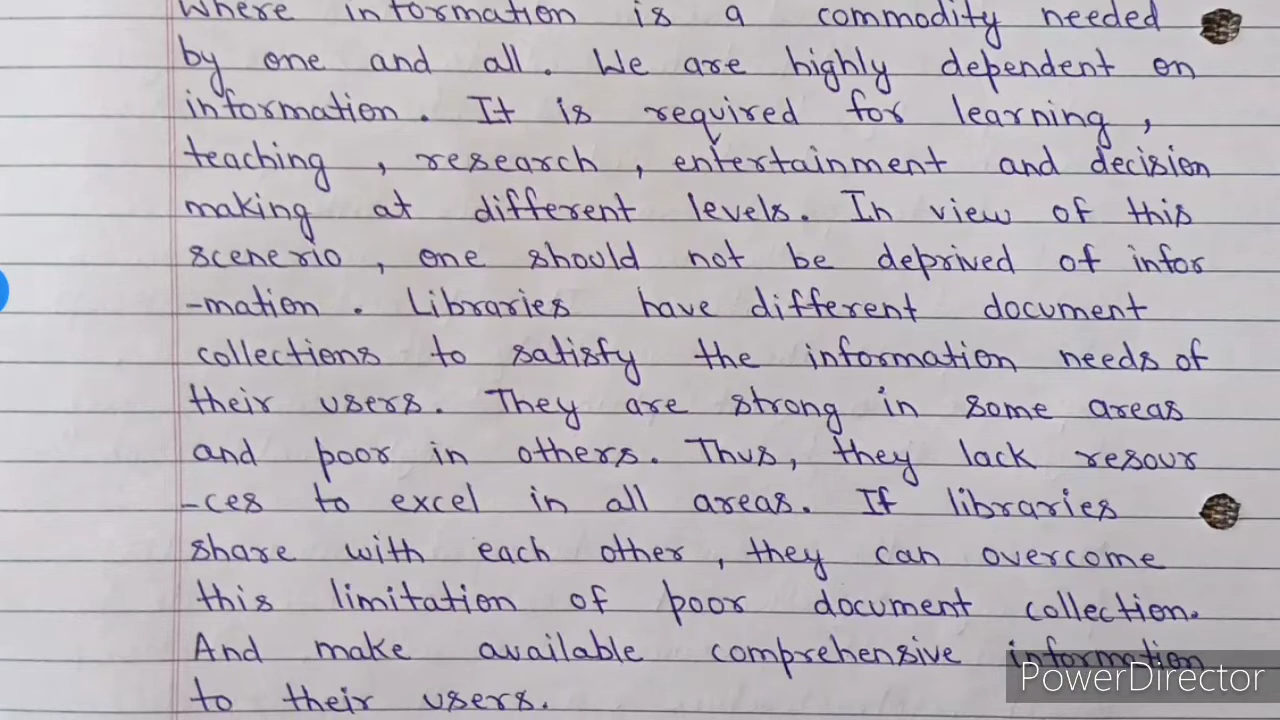 where information is a commodity needed
by one and all. We are highly dependent on
information. It is required for learning,
teaching, research, entertainment and decision
making at different levels. In view of this
scenerio, one should not be deprived of infor
-mation. Libraries have different document
collections to satisfy the information needs of
their users. They are strong in some areas
and poor in others. Thus, they lack resour
-ces to excel in all areas. If libraries
share with each other, they can overcome
this limitation of poor document collection.
And make available comprehensive information
to their users.
PowerDirector